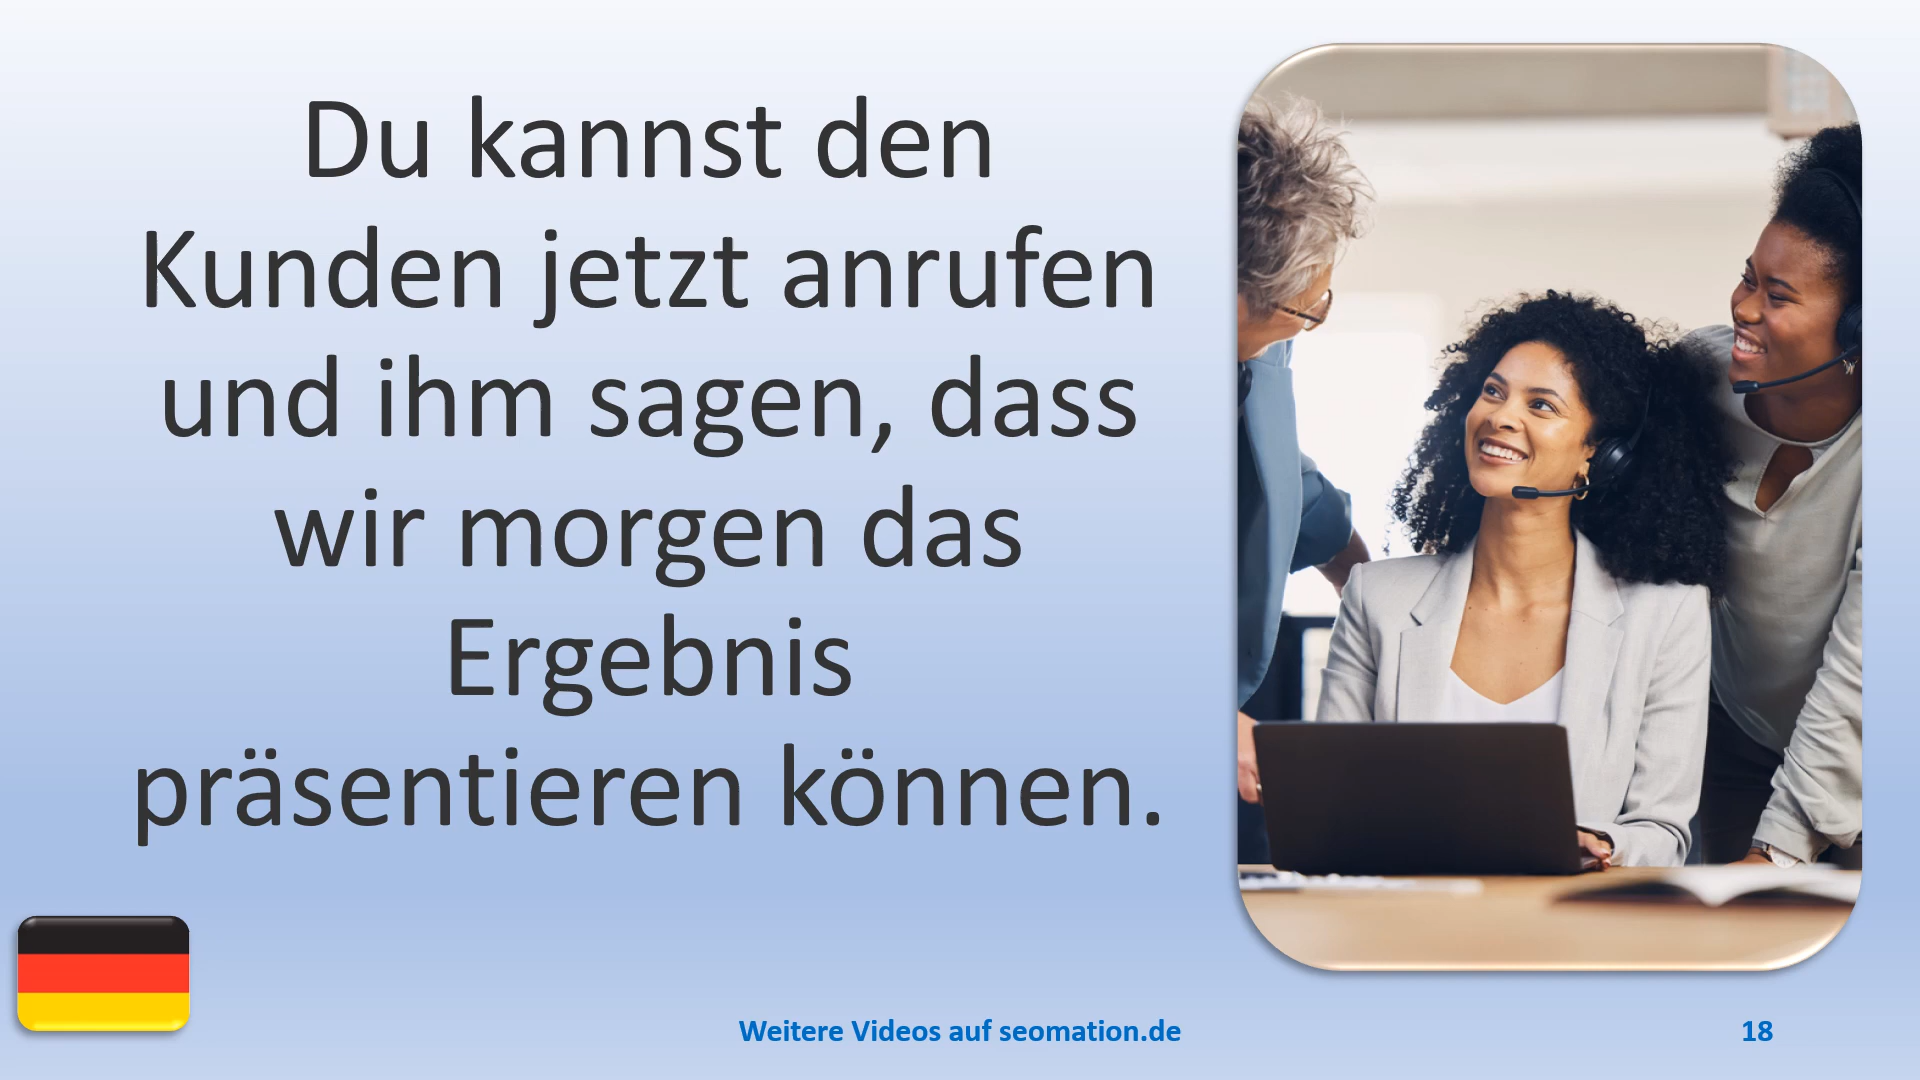 Du kannst den
Kunden jetzt anrufen
und ihm sagen, dass
wir morgen das
Ergebnis
präsentieren können.
Weitere Videos auf seomation.de
18